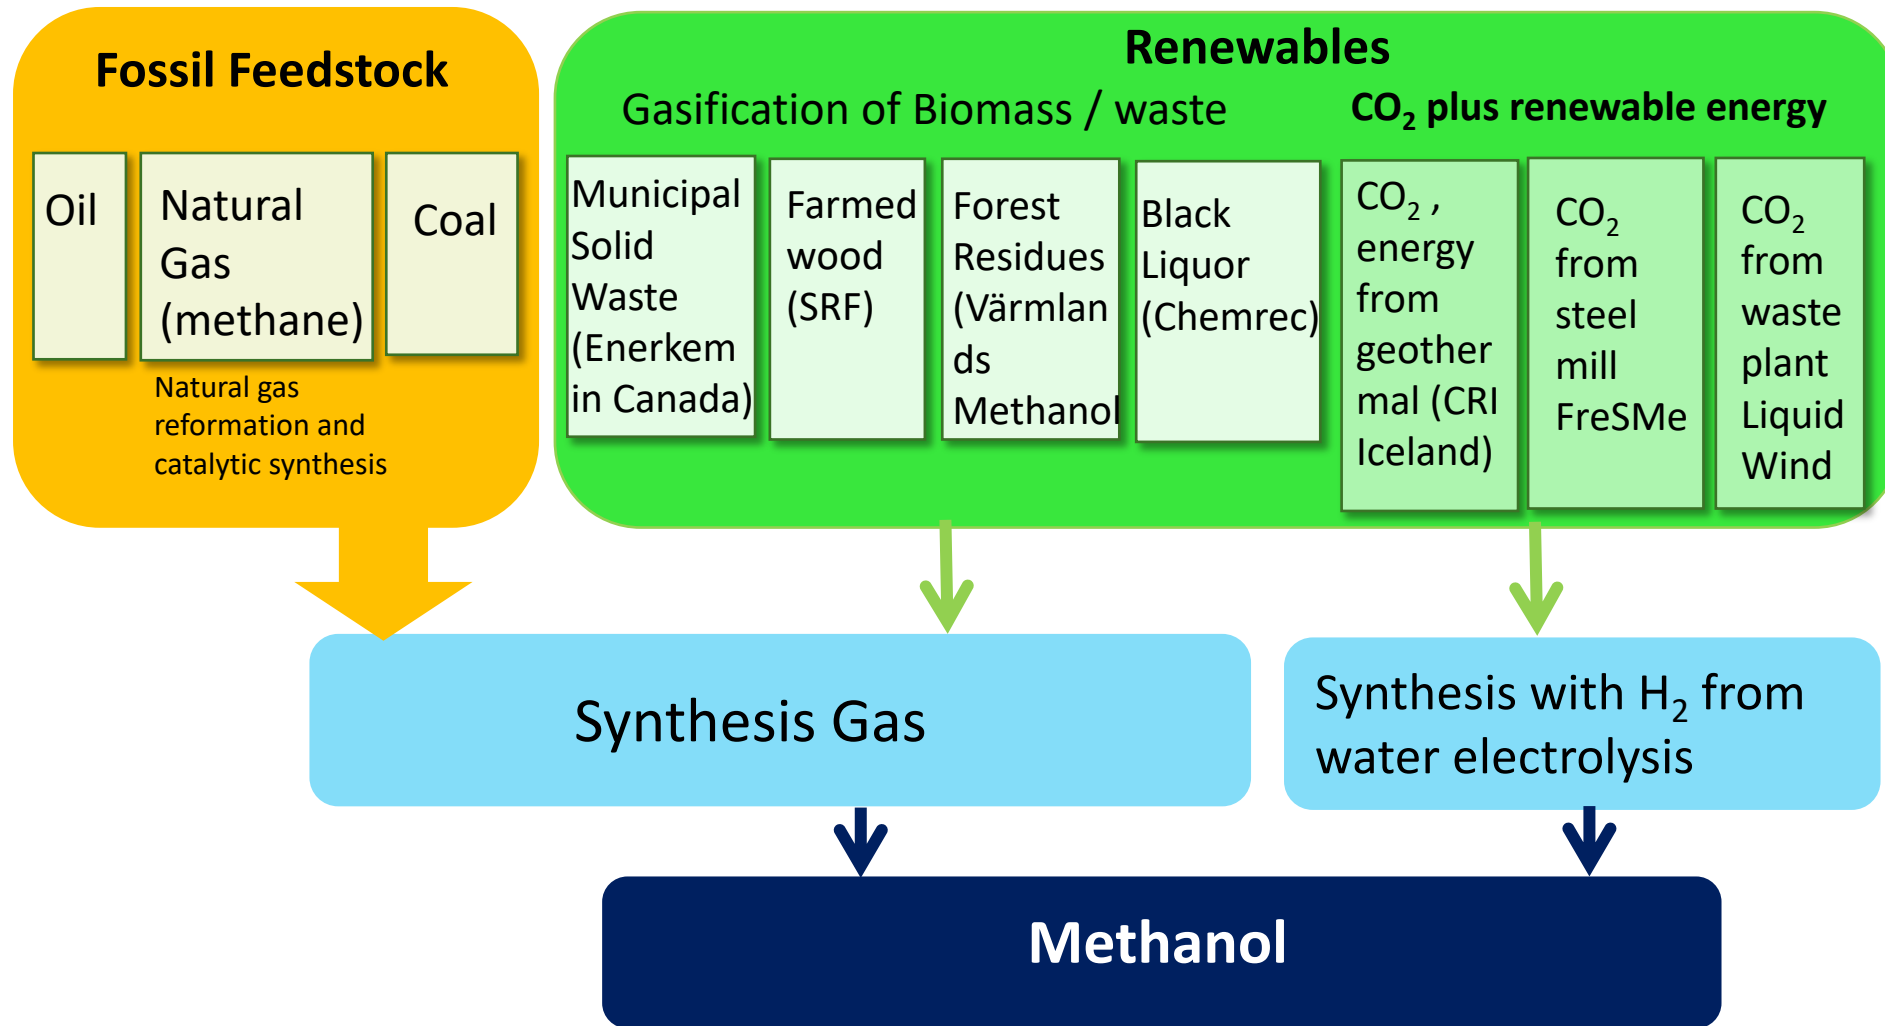 Fossil Feedstock
Oil
Natural
Gas
(methane)
Coal
Natural gas
reformation and
catalytic synthesis
Renewables
Gasification of Biomass / waste
CO₂ plus renewable energy
Municipal
Solid
Waste
(Enerkem
in Canada)
Farmed
wood
(SRF)
Forest
Residues
(Värmlan
ds
Methanol
Black
Liquor
(Chemrec)
CO₂ ,
energy
from
geother
mal (CRI
Iceland)
CO₂
from
steel
mill
FreSMe
CO₂
from
waste
plant
Liquid
Wind
Synthesis Gas
Synthesis with H₂ from
water electrolysis
Methanol